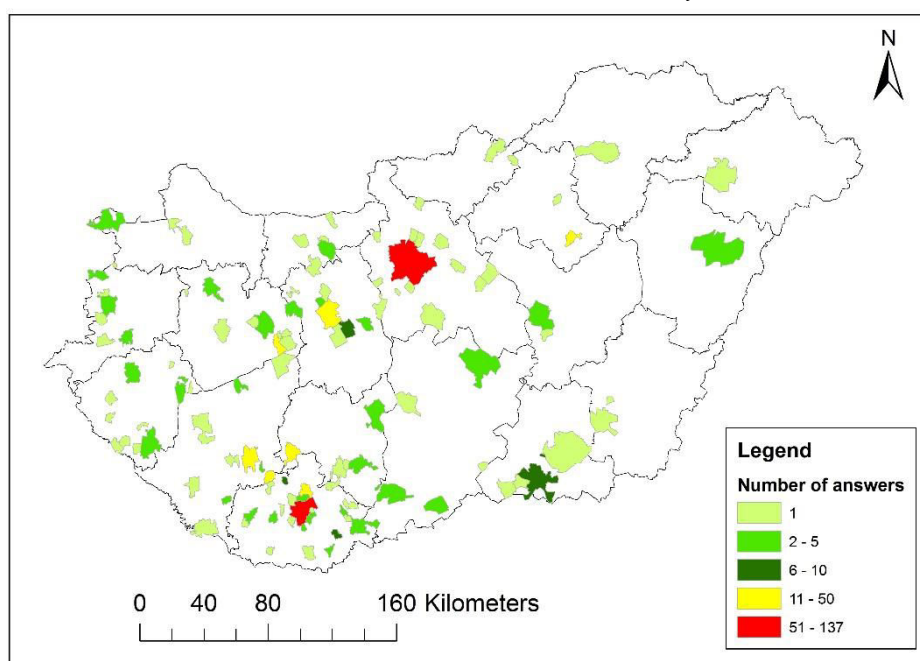 N
Legend
Number of answers
1
2 - 5
6 - 10
11 - 50
51 - 137
0 40 80 160 Kilometers